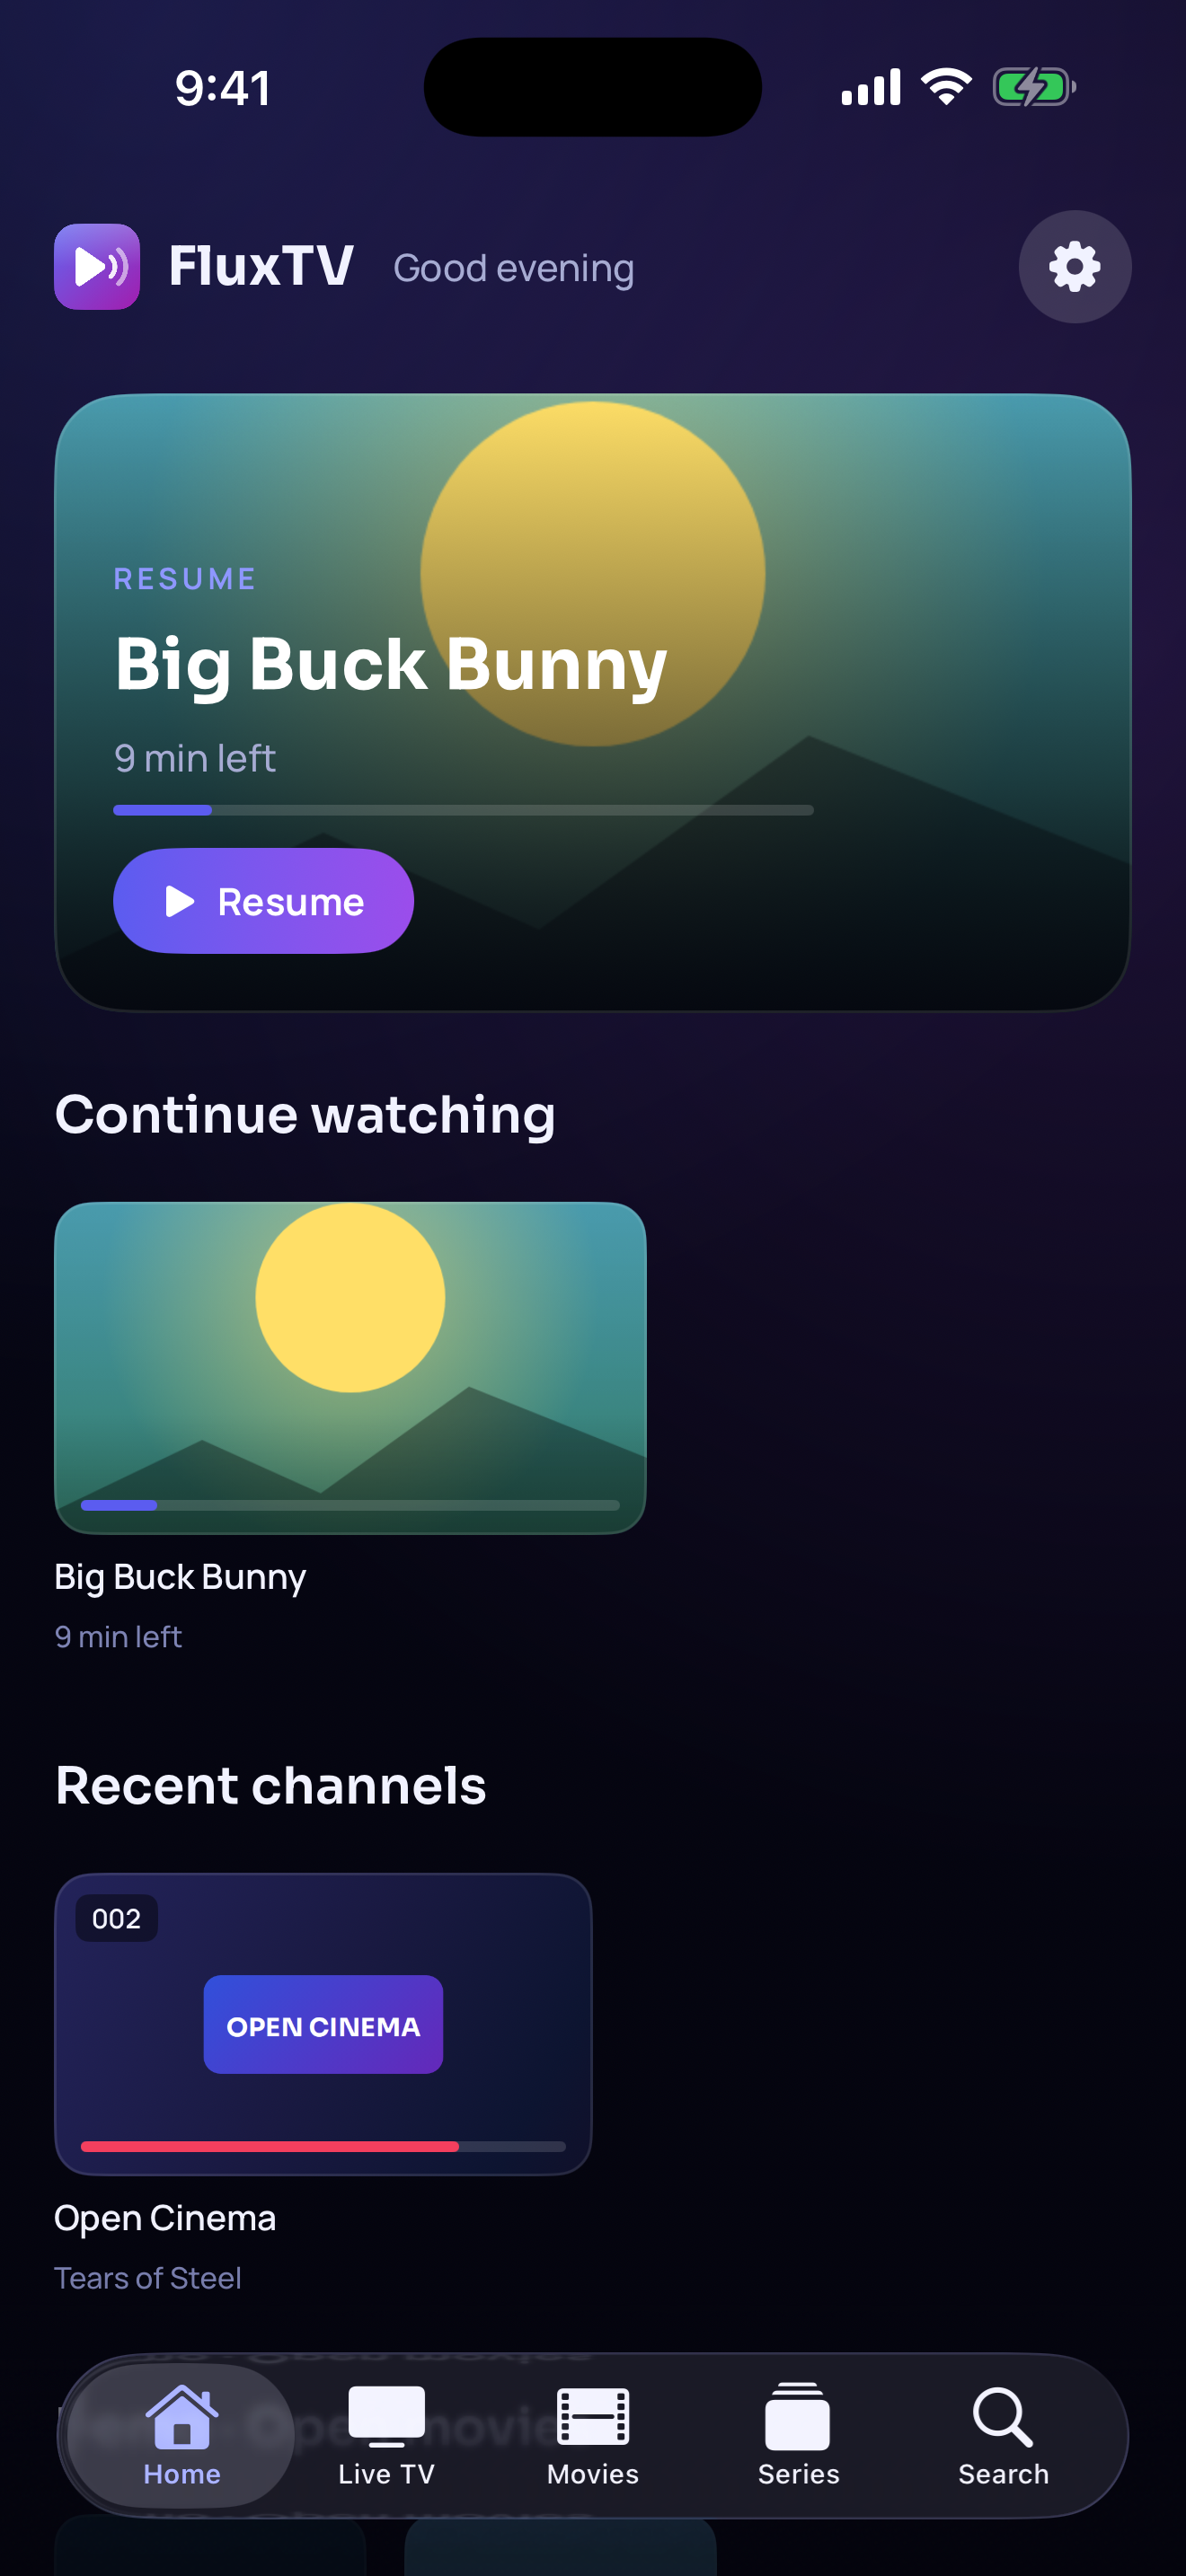 9:41
FluxTV Good evening
RESUME
Big Buck Bunny
9 min left
Resume
Continue watching
Big Buck Bunny
9 min left
Recent channels
002
OPEN CINEMA
Open Cinema
Tears of Steel
Home
Live TV
Movies
Series
Search